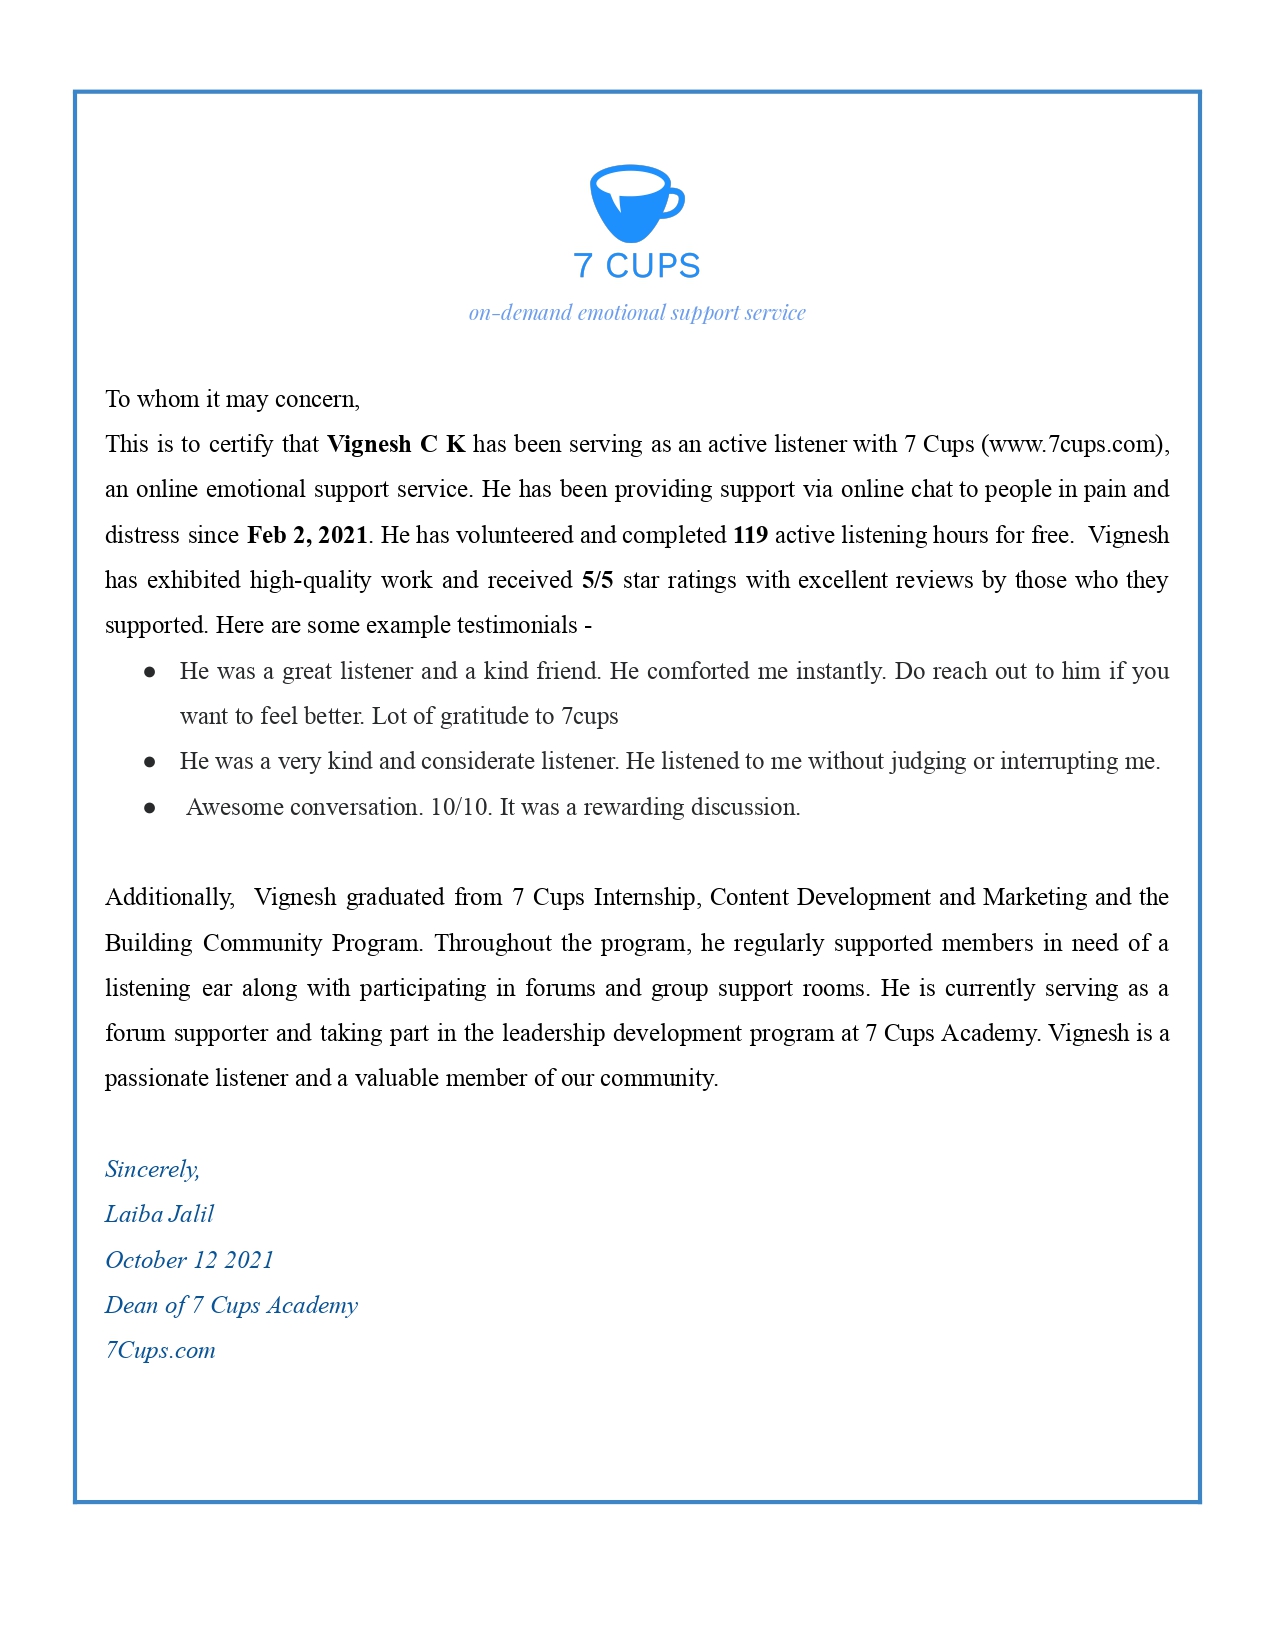 7 CUPS
on-demand emotional support service
To whom it may concern,
This is to certify that Vignesh C K has been serving as an active listener with 7 Cups (www.7cups.com),
an online emotional support service. He has been providing support via online chat to people in pain and
distress since Feb 2, 2021. He has volunteered and completed 119 active listening hours for free.  Vignesh
has exhibited high-quality work and received 5/5 star ratings with excellent reviews by those who they
supported. Here are some example testimonials -
● He was a great listener and a kind friend. He comforted me instantly. Do reach out to him if you
want to feel better. Lot of gratitude to 7cups
● He was a very kind and considerate listener. He listened to me without judging or interrupting me.
● Awesome conversation. 10/10. It was a rewarding discussion.
Additionally,  Vignesh graduated from 7 Cups Internship, Content Development and Marketing and the
Building Community Program. Throughout the program, he regularly supported members in need of a
listening ear along with participating in forums and group support rooms. He is currently serving as a
forum supporter and taking part in the leadership development program at 7 Cups Academy. Vignesh is a
passionate listener and a valuable member of our community.
Sincerely,
Laiba Jalil
October 12 2021
Dean of 7 Cups Academy
7Cups.com